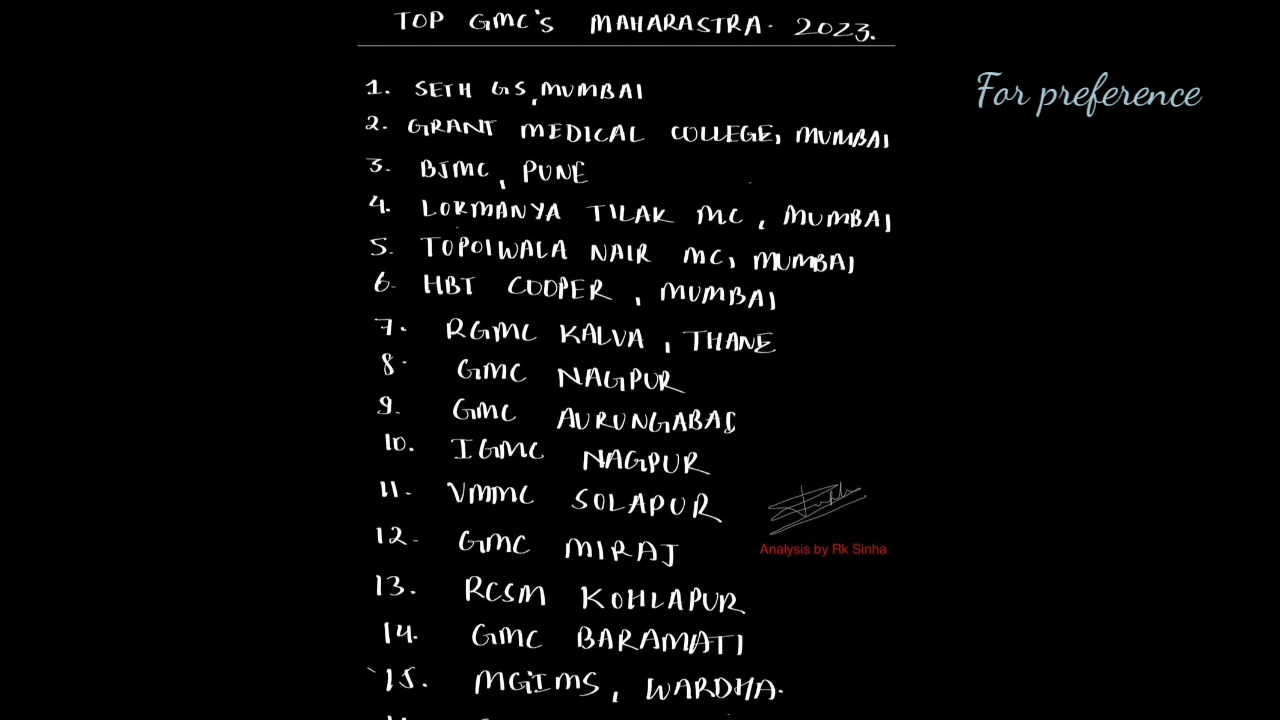 TOP GMC's MAHARASTRA. 2023.
For preference
1. SETH GS, MUMBAI
2. GRANT MEDICAL COLLEGE, MUMBAI
3. BJMC, PUNE
4. LOKMANYA TILAK MC, MUMBAI
5. TOPOIWALA NAIR MC, MUMBAI
6. HBT COOPER, MUMBAI
7. RGMC KALVA, THANE
8. GMC NAGPUR
9. GMC AURUNGABAD
10. IGMC NAGPUR
11. VMMC SOLAPUR
12. GMC MIRAJ
Analysis by Rk Sinha
13. RCSM KOHLAPUR
14. GMC BARAMATI
15. MGIMS, WARDHA.